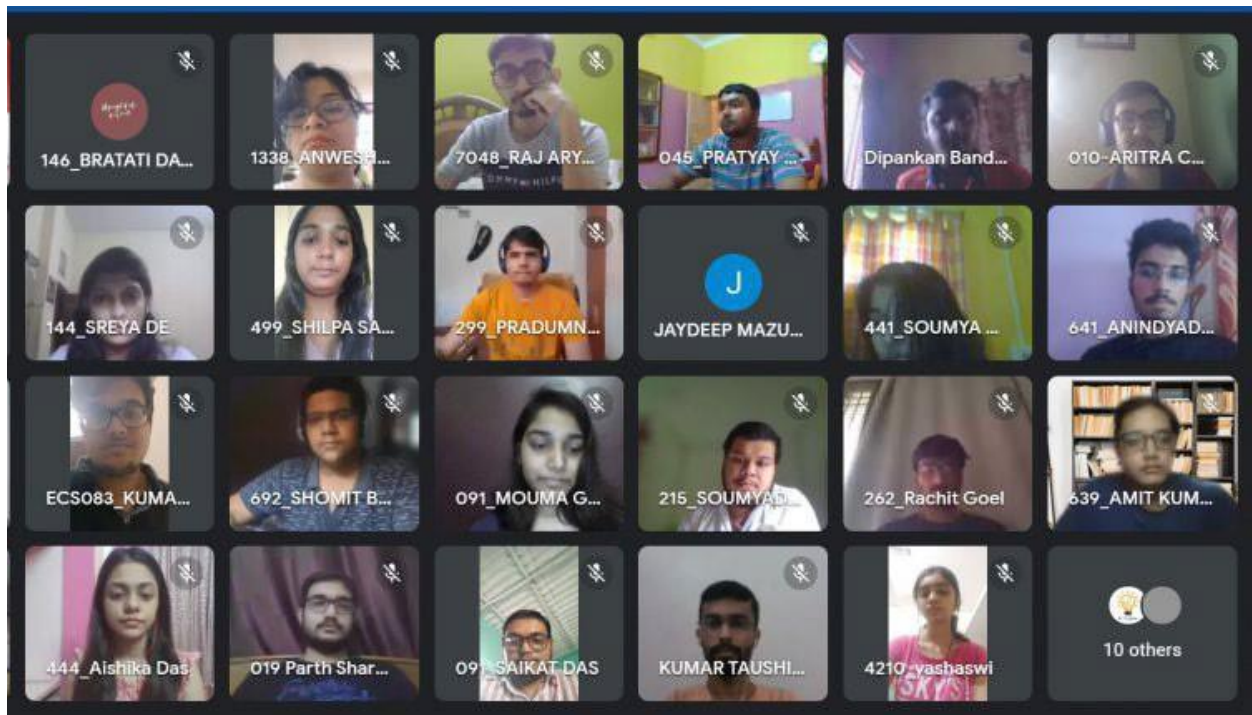 146_BRATATI DA...
1338_ANWESH...
7048_RAJ ARY...
045_PRATYAY ...
Dipankan Band...
010-ARITRA C...
144_SREYA DE
499_SHILPA SA...
299_PRADUMN...
J
JAYDEEP MAZU...
441_SOUMYA ...
641_ANINDYAD...
ECS083_KUMA...
692_SHOMIT B...
091_MOUMA G...
215_SOUMYAD...
262_Rachit Goel
639_AMIT KUM...
444_Aishika Das
019 Parth Shar...
091_SAIKAT DAS
KUMAR TAUSHI...
4210_yashaswi
SKYS
10 others